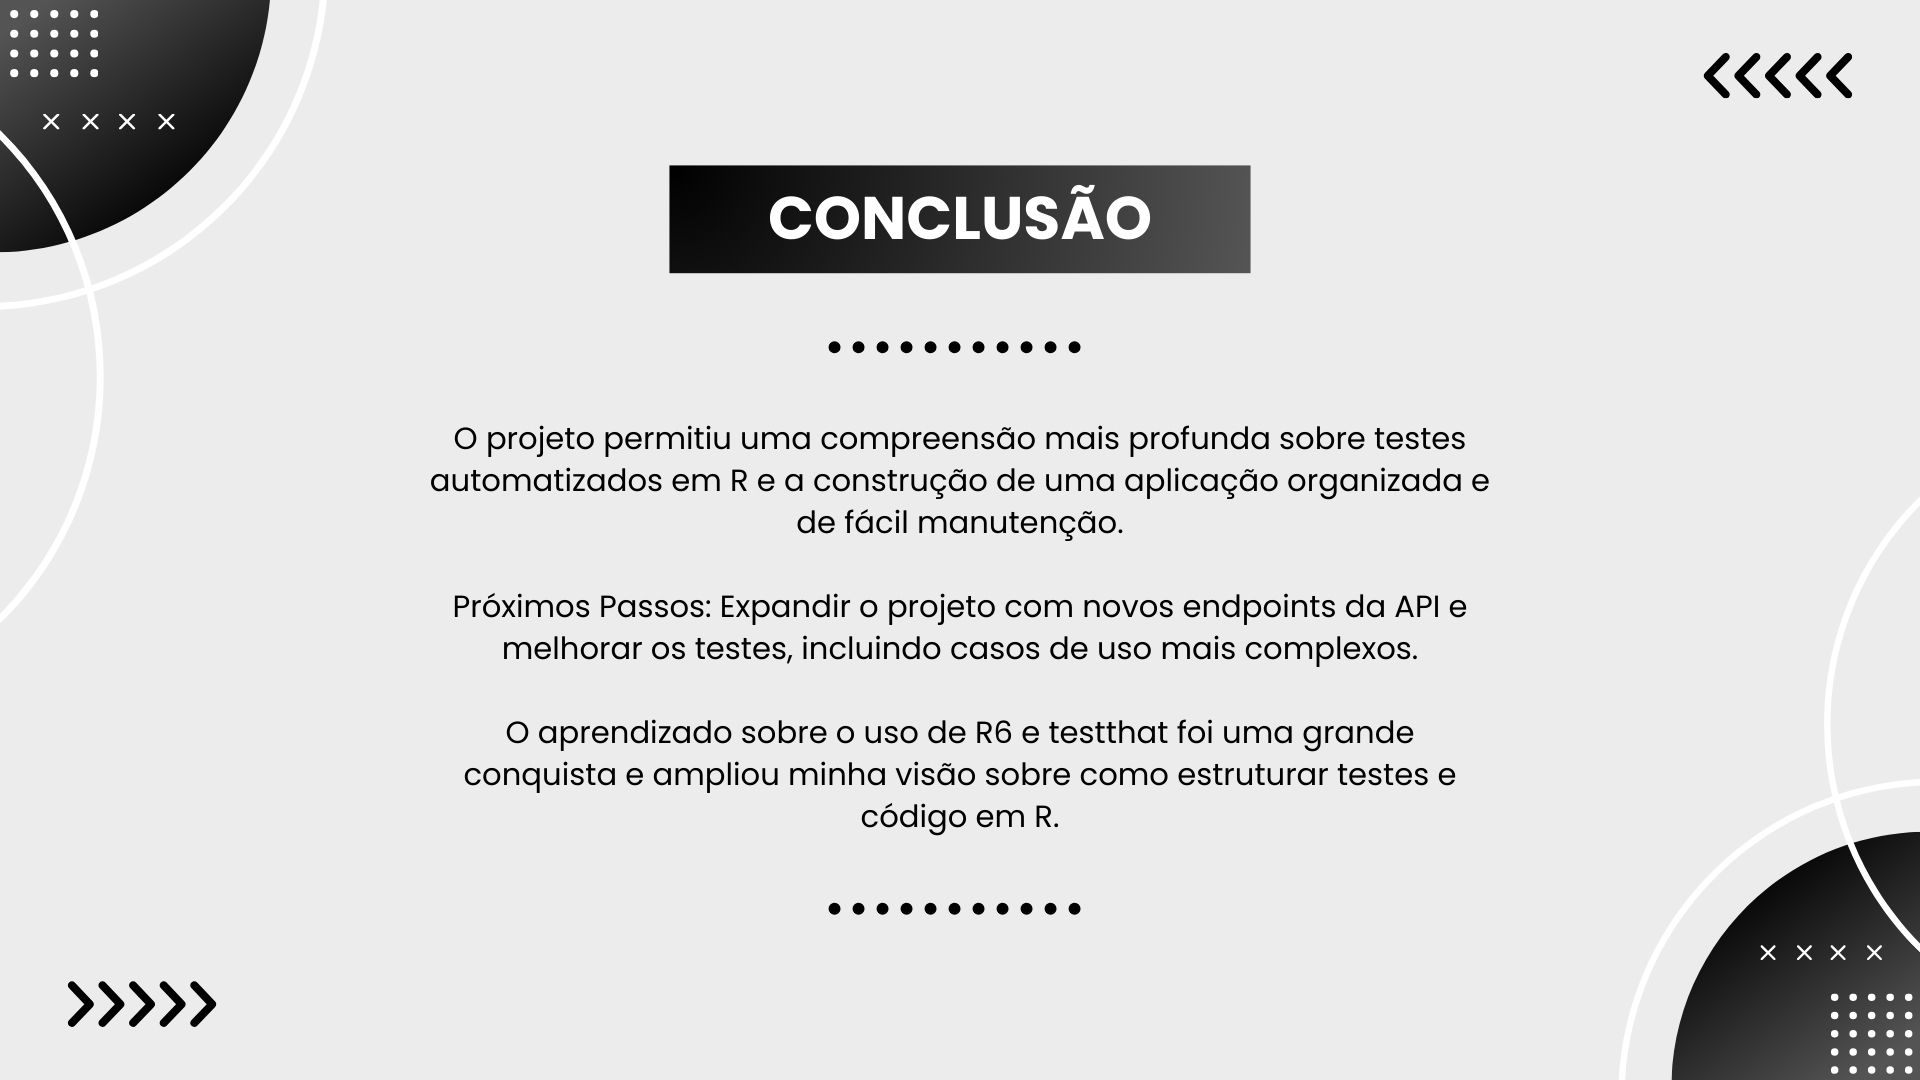 CONCLUSÃO
O projeto permitiu uma compreensão mais profunda sobre testes
automatizados em R e a construção de uma aplicação organizada e
de fácil manutenção.
Próximos Passos: Expandir o projeto com novos endpoints da API e
melhorar os testes, incluindo casos de uso mais complexos.
O aprendizado sobre o uso de R6 e testthat foi uma grande
conquista e ampliou minha visão sobre como estruturar testes e
código em R.